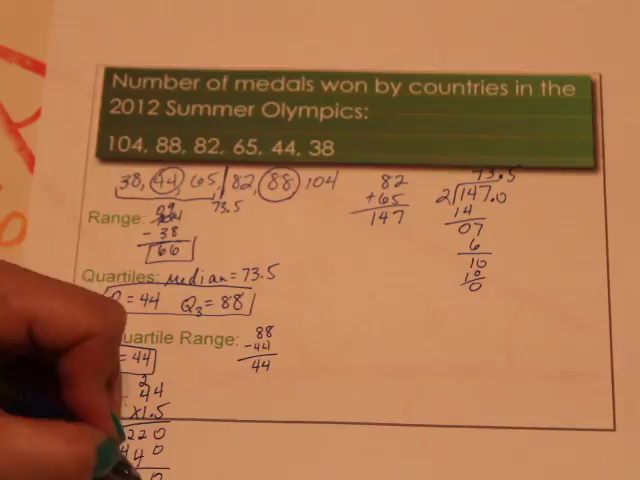 Number of medals won by countries in the
2012 Summer Olympics:
104, 88, 82, 65, 44, 38
38, 44, 65, 82, 88 104
73.5
Range:
- 38
66
Quartiles: median = 73.5
= 44 Q3 = 88
uartile Range:
= 44
88
-44
44
44
x1.5
220
440
82
+65
147
73.5
2 147.0
14
07
6
10
10
0